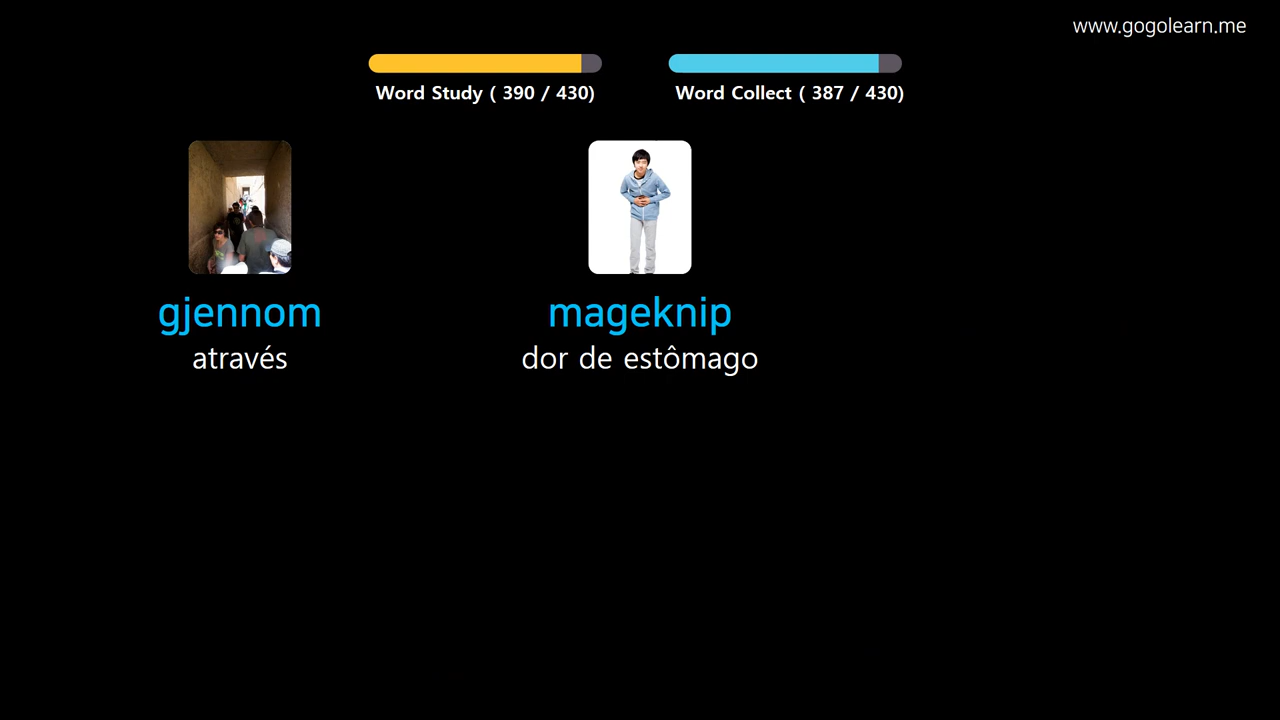 www.gogolearn.me
Word Study ( 390 / 430)
Word Collect ( 387 / 430)
gjennom
através
mageknip
dor de estômago